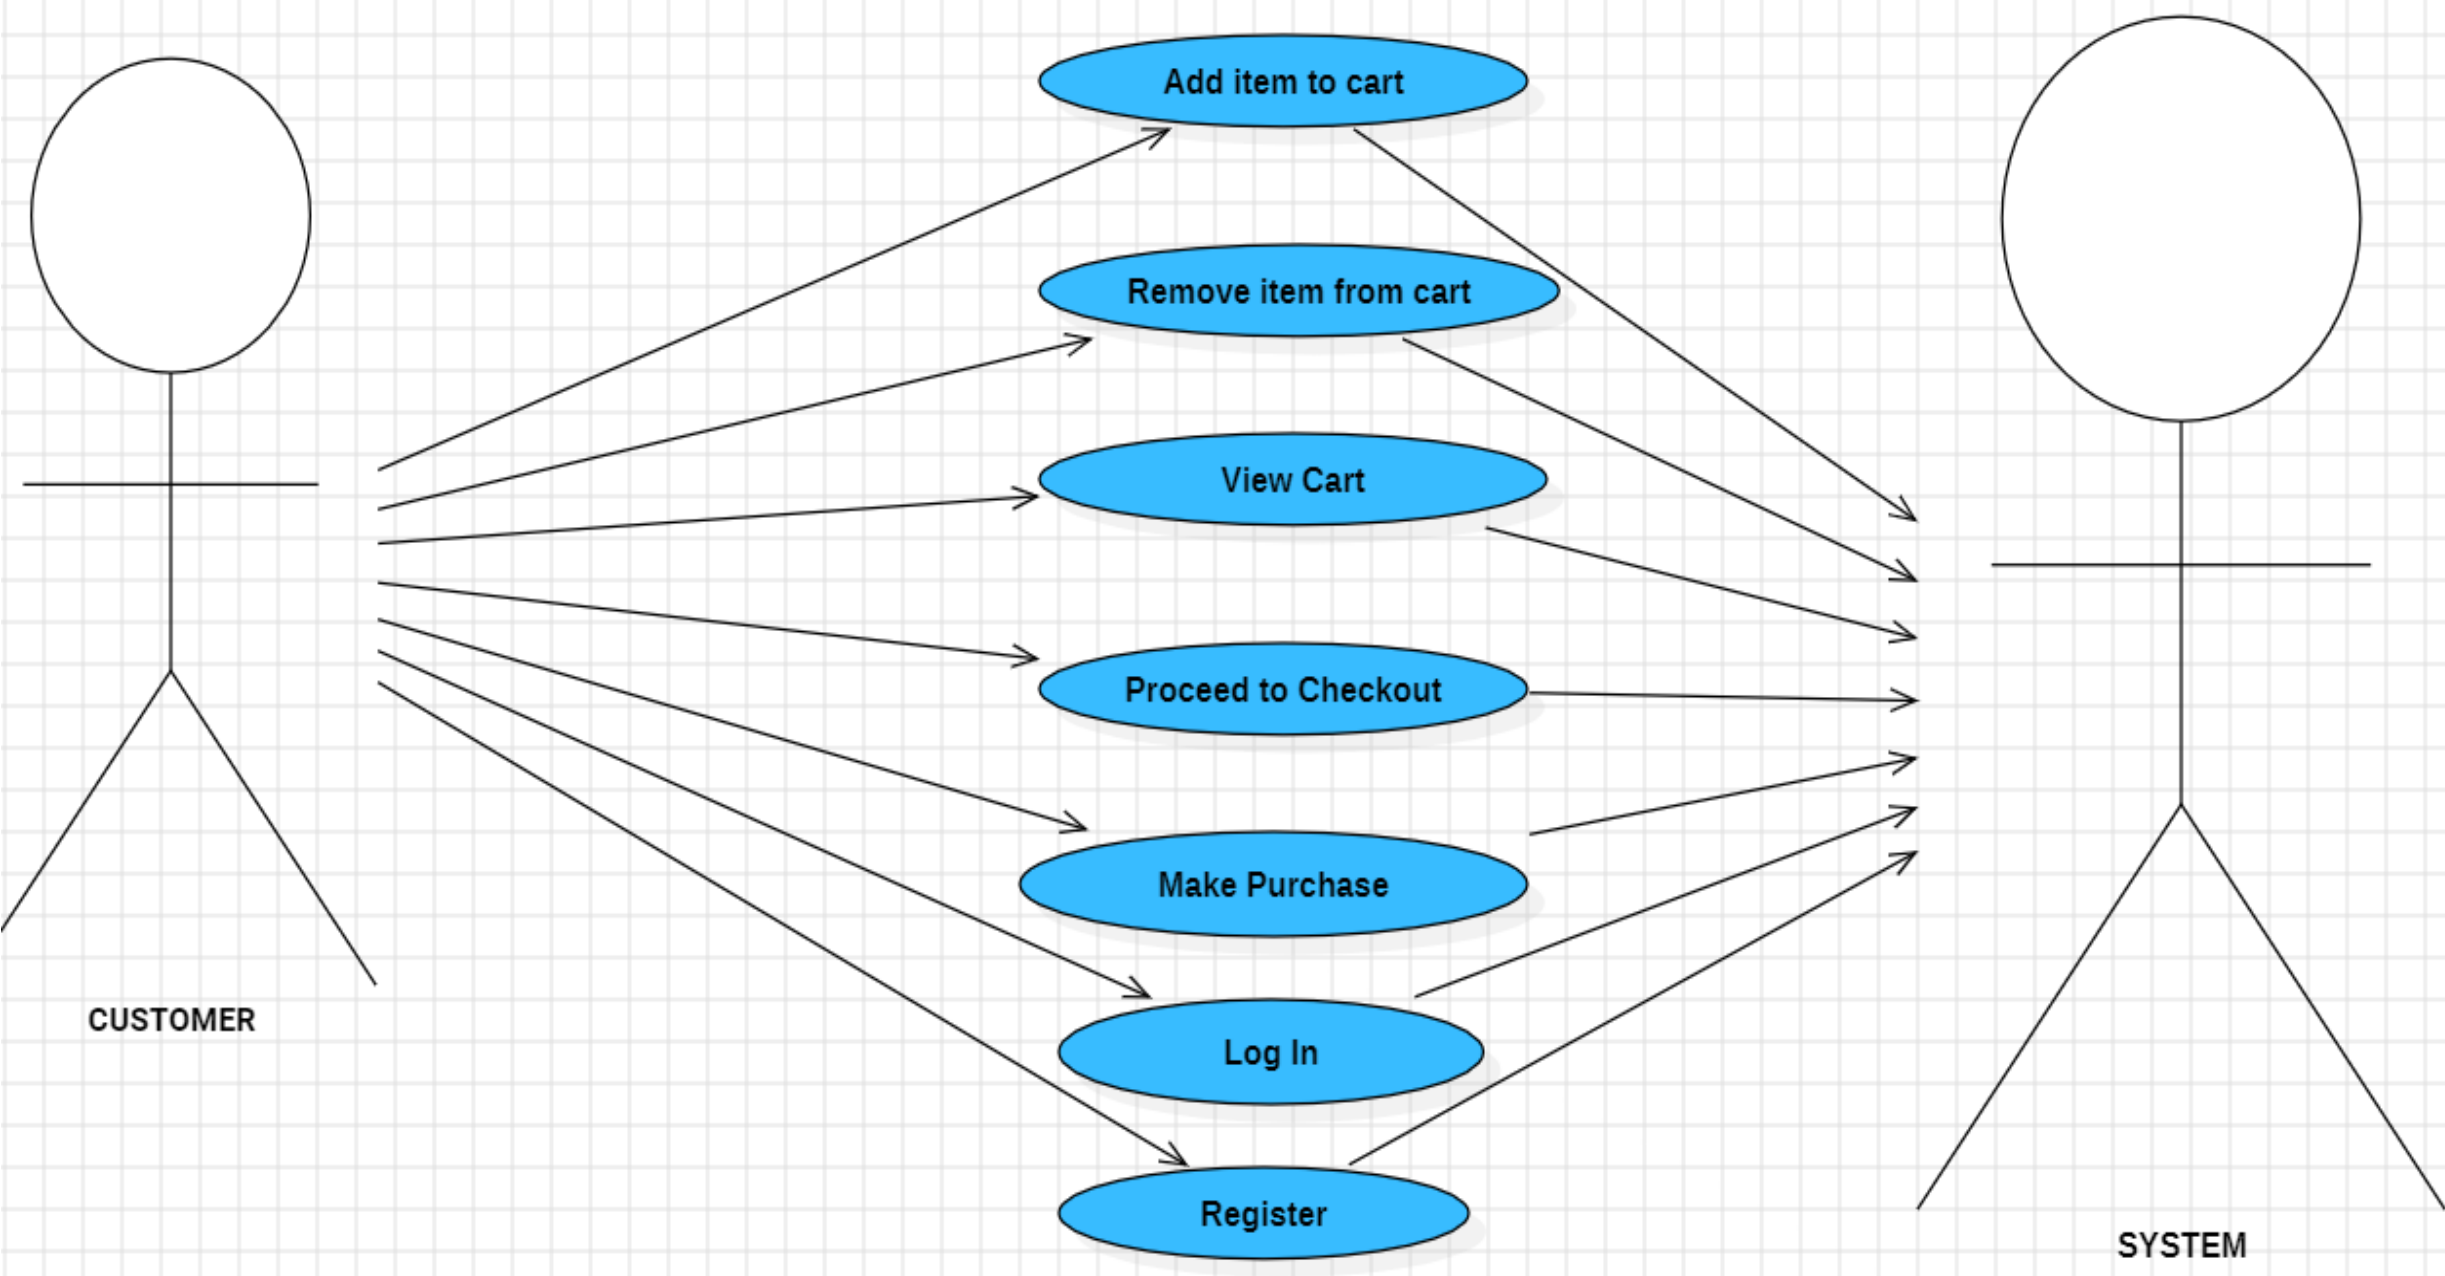 Add item to cart
Remove item from cart
View Cart
Proceed to Checkout
Make Purchase
Log In
Register
CUSTOMER
SYSTEM